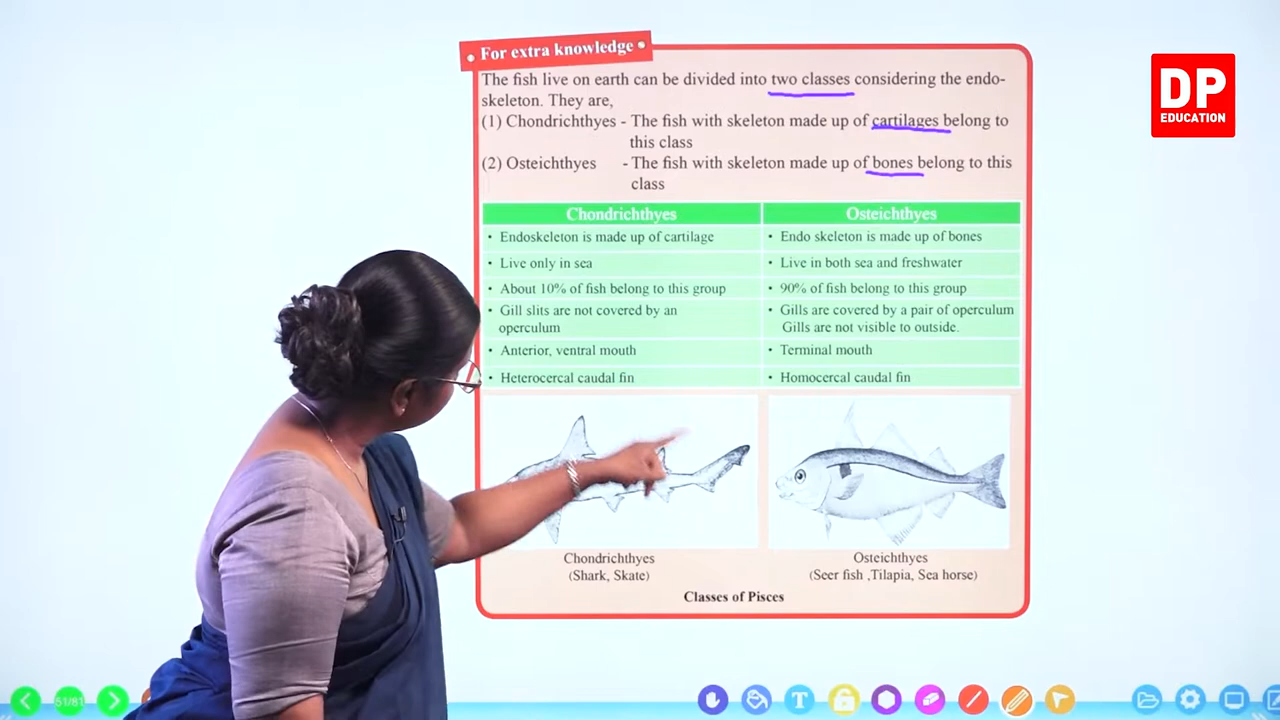 For extra knowledge
DP
EDUCATION
The fish live on earth can be divided into two classes considering the endo-
skeleton. They are,
(1) Chondrichthyes - The fish with skeleton made up of cartilages belong to
this class
(2) Osteichthyes - The fish with skeleton made up of bones belong to this
class
Chondrichthyes Osteichthyes
• Endoskeleton is made up of cartilage • Endo skeleton is made up of bones
• Live only in sea • Live in both sea and freshwater
• About 10% of fish belong to this group • 90% of fish belong to this group
• Gill slits are not covered by an • Gills are covered by a pair of operculum
operculum Gills are not visible to outside.
• Anterior, ventral mouth • Terminal mouth
• Heterocercal caudal fin • Homocercal caudal fin
Chondrichthyes Osteichthyes
(Shark, Skate) (Seer fish ,Tilapia, Sea horse)
Classes of Pisces
51/81
T